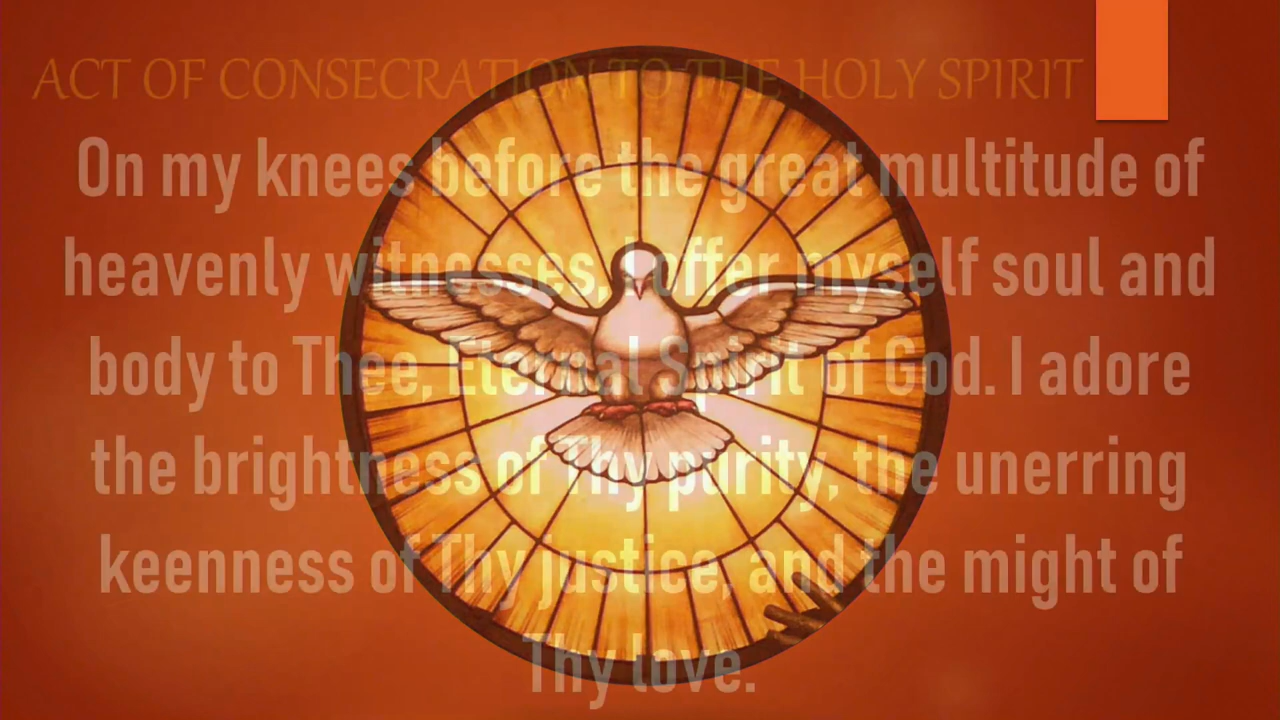 ACT OF CONSECRATION TO THE HOLY SPIRIT
On my knees before the great multitude of
heavenly witnesses, I offer myself soul and
body to Thee, Eternal Spirit of God. I adore
the brightness of Thy purity, the unerring
keenness of Thy justice, and the might of
Thy love.